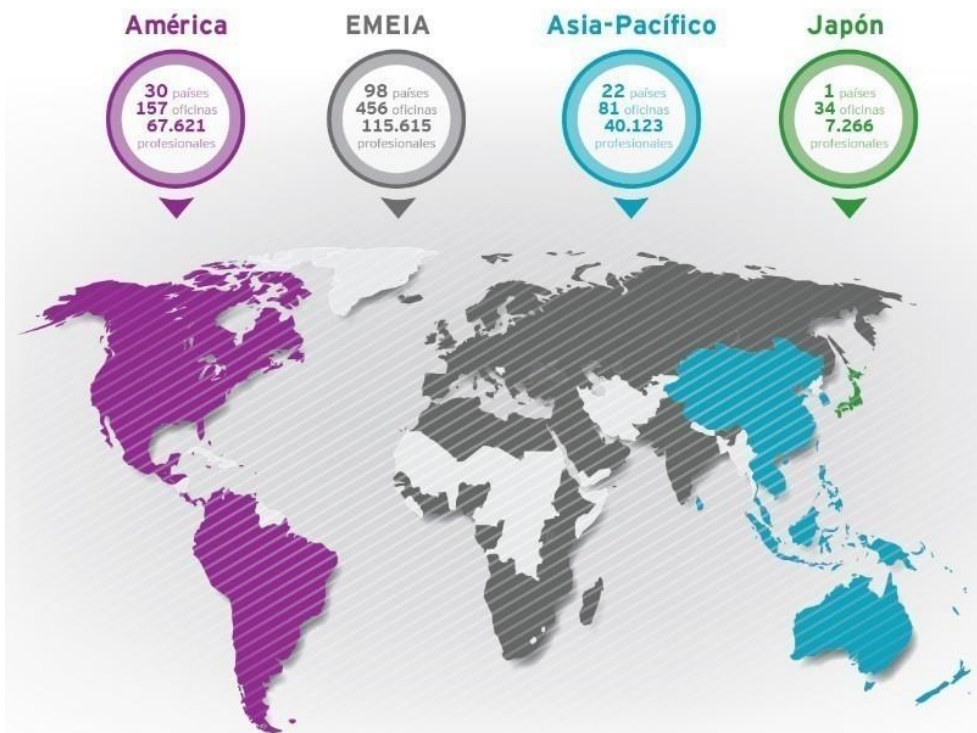 América
30 países
157 oficinas
67.621
profesionales
EMEIA
98 países
456 oficinas
115.615
profesionales
Asia-Pacífico
22 países
81 oficinas
40.123
profesionales
Japón
1 países
34 oficinas
7.266
profesionales